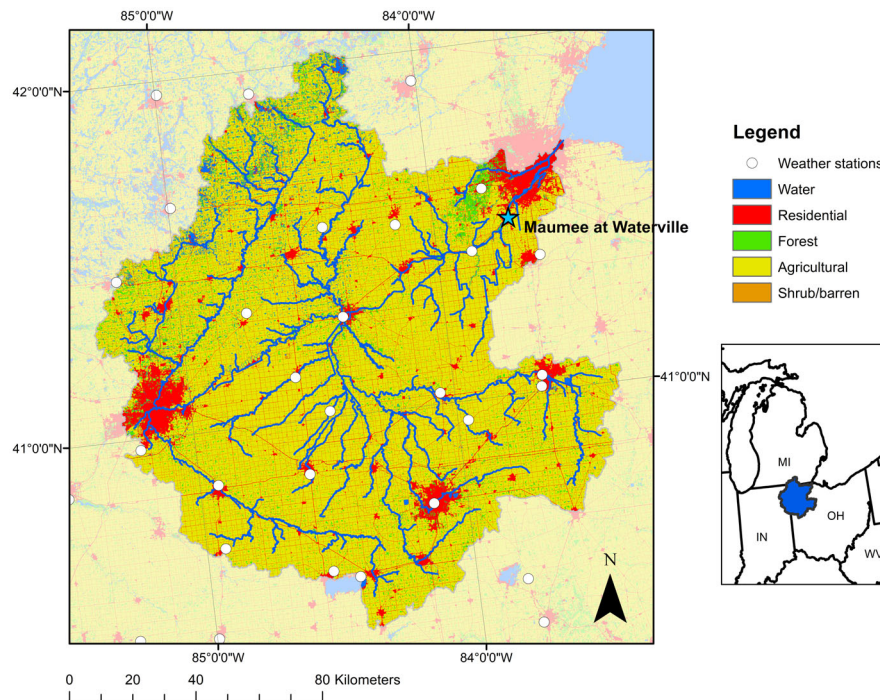 85°0'0"W 84°0'0"W
42°0'0"N
Maumee at Waterville
41°0'0"N
41°0'0"N
85°0'0"W 84°0'0"W
N
0 20 40 80 Kilometers
Legend
Weather stations
Water
Residential
Forest
Agricultural
Shrub/barren
MI
IN
OH
WV